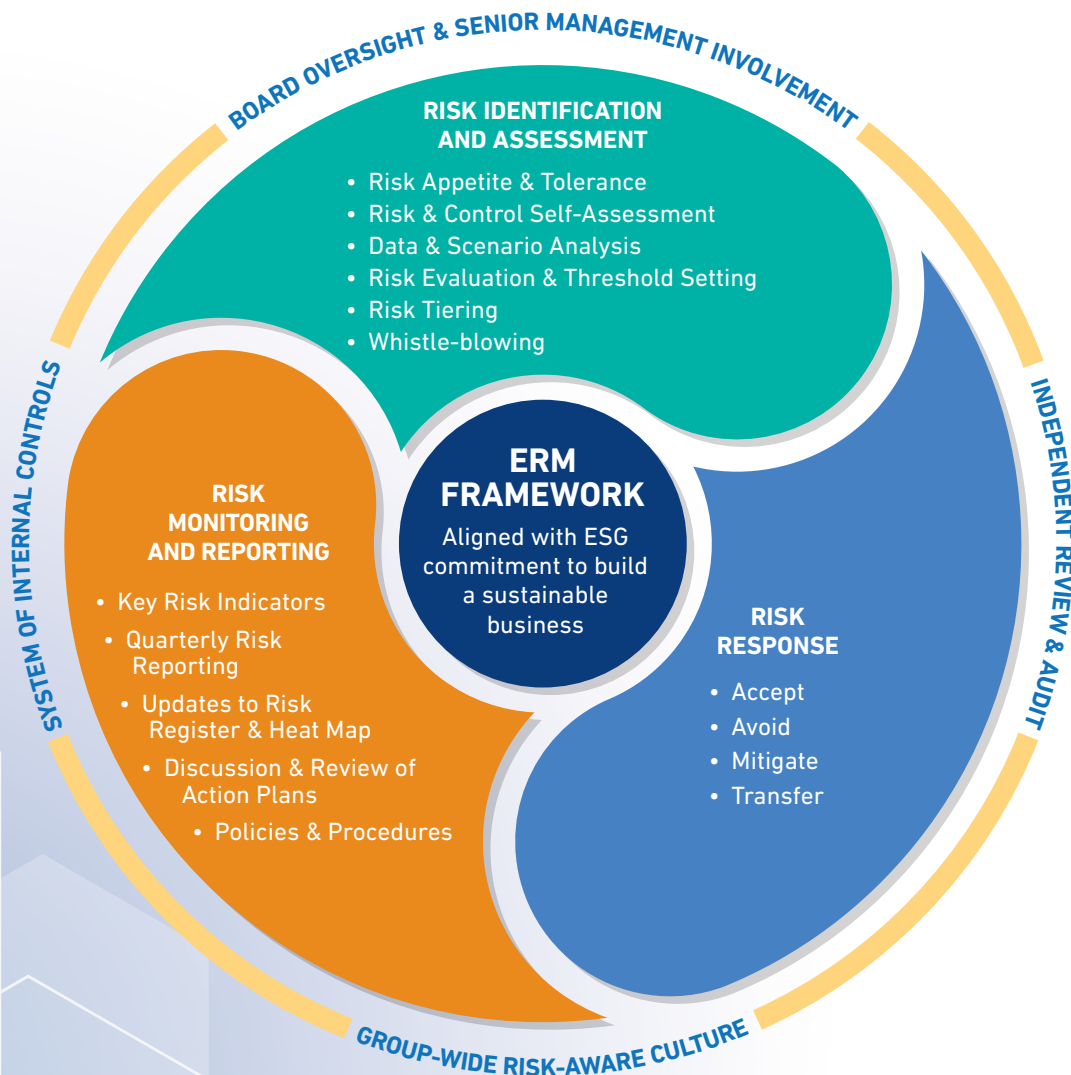 BOARD OVERSIGHT & SENIOR MANAGEMENT INVOLVEMENT
RISK IDENTIFICATION
AND ASSESSMENT
• Risk Appetite & Tolerance
• Risk & Control Self-Assessment
• Data & Scenario Analysis
• Risk Evaluation & Threshold Setting
• Risk Tiering
• Whistle-blowing
INDEPENDENT REVIEW & AUDIT
RISK
RESPONSE
• Accept
• Avoid
• Mitigate
• Transfer
GROUP-WIDE RISK-AWARE CULTURE
RISK
MONITORING
AND REPORTING
• Key Risk Indicators
• Quarterly Risk
Reporting
• Updates to Risk
Register & Heat Map
• Discussion & Review of
Action Plans
• Policies & Procedures
SYSTEM OF INTERNAL CONTROLS
ERM
FRAMEWORK
Aligned with ESG
commitment to build
a sustainable
business